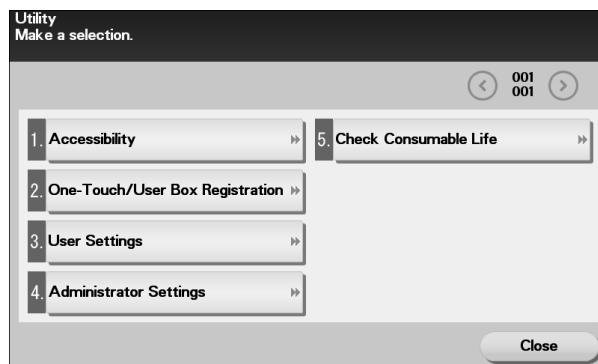 Utility
Make a selection.
001
001
1. Accessibility
2. One-Touch/User Box Registration
3. User Settings
4. Administrator Settings
5. Check Consumable Life
Close